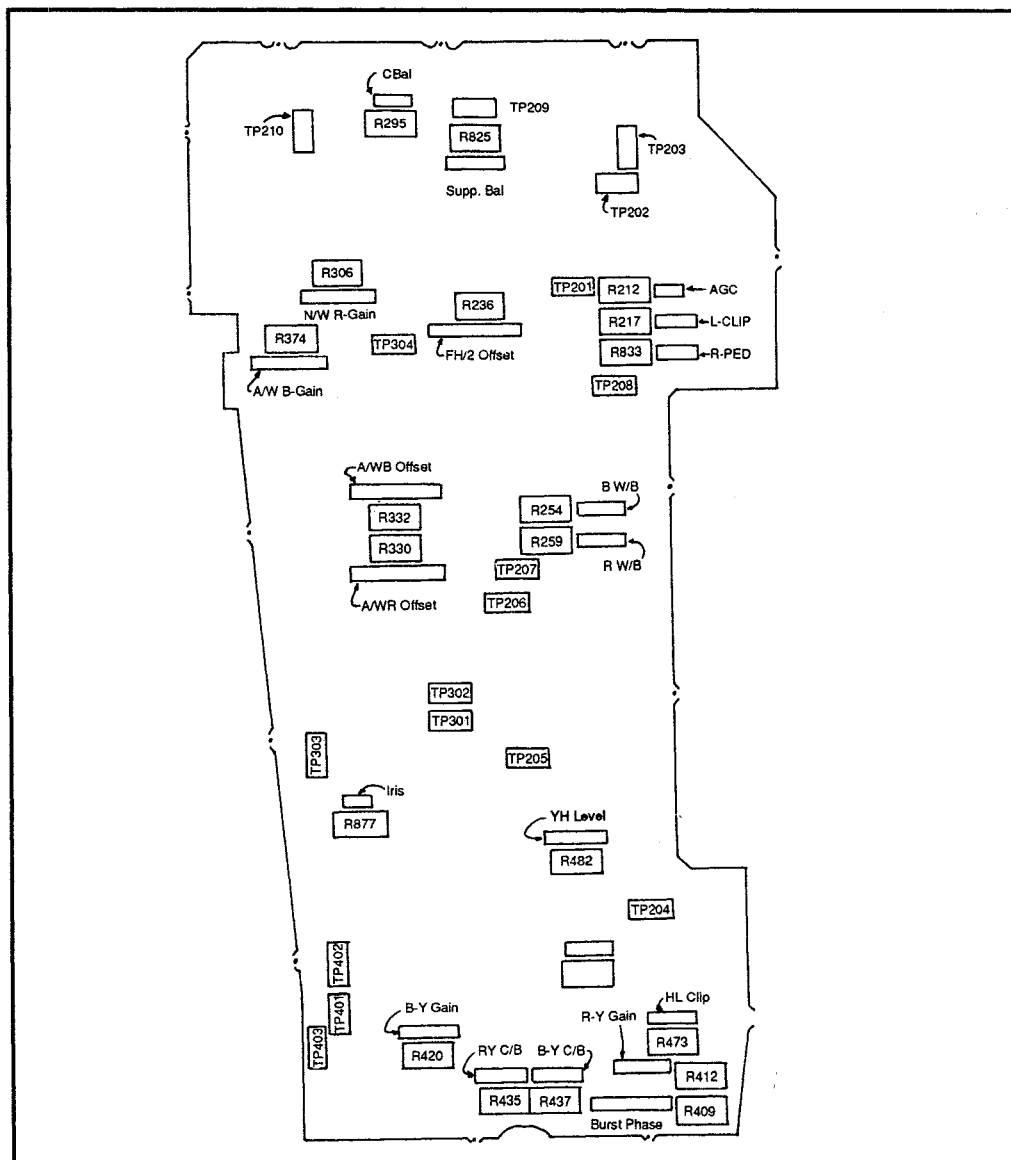 CBal
TP210
R295
TP209
R825
TP203
Supp. Bal
TP202
R306
N/W R-Gain
R236
TP201
R212
AGC
R217
L-CLIP
R374
TP304
FH/2 Offset
R833
R-PED
A/W B-Gain
TP208
A/WB Offset
B W/B
R332
R254
R330
R259
TP207
R W/B
A/WR Offset
TP206
TP302
TP301
TP303
TP205
Iris
R877
YH Level
R482
TP204
TP402
TP401
TP403
B-Y Gain
R420
RY C/B
B-Y C/B
R-Y Gain
HL Clip
R473
R412
R435
R437
Burst Phase
R409